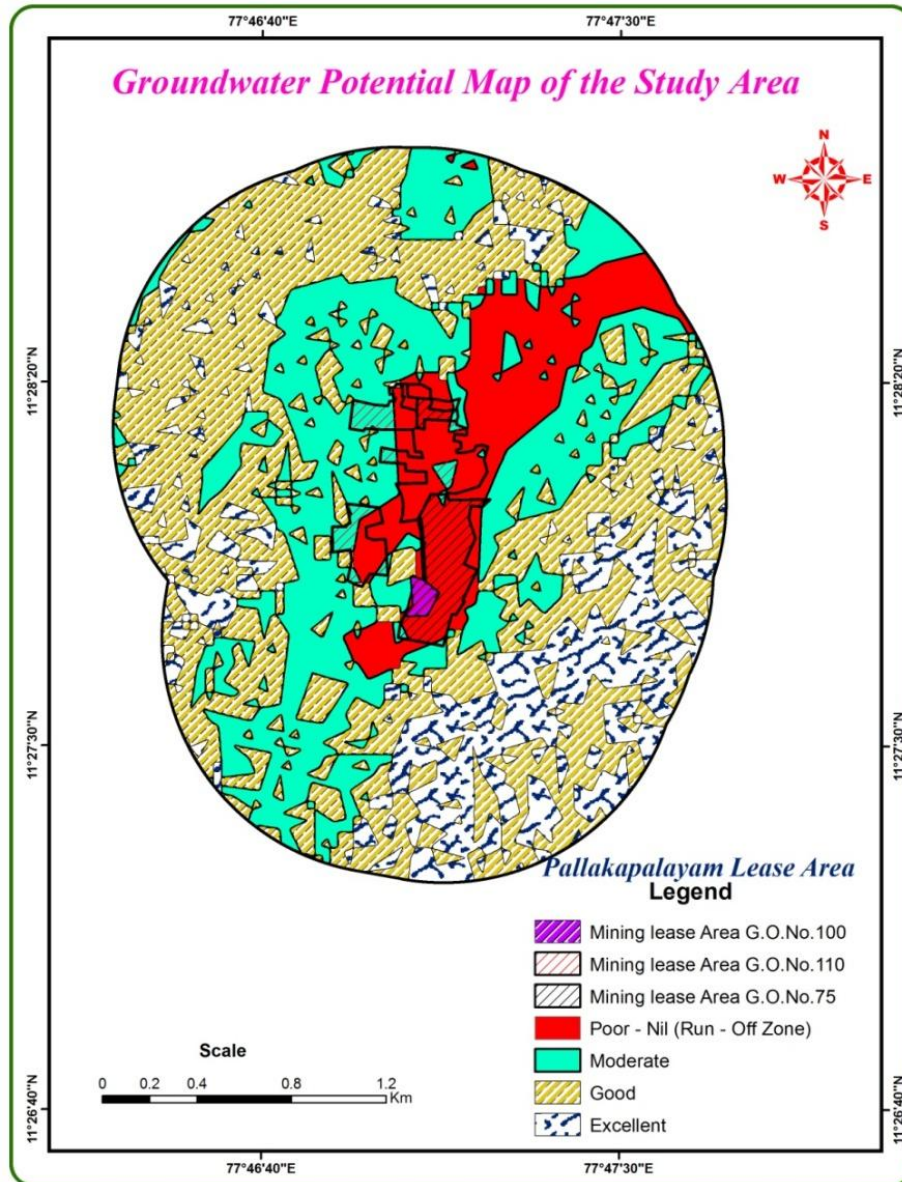 77°46'40"E
77°47'30"E
Groundwater Potential Map of the Study Area
N
W
E
S
11°28'20"N
11°28'20"N
11°27'30"N
11°27'30"N
Pallakapalayam Lease Area
Legend
Mining lease Area G.O.No.100
Mining lease Area G.O.No.110
Mining lease Area G.O.No.75
Poor - Nil (Run - Off Zone)
Moderate
Good
Excellent
Scale
0 0.2 0.4 0.8 1.2
Km
11°26'40"N
11°26'40"N
77°46'40"E
77°47'30"E